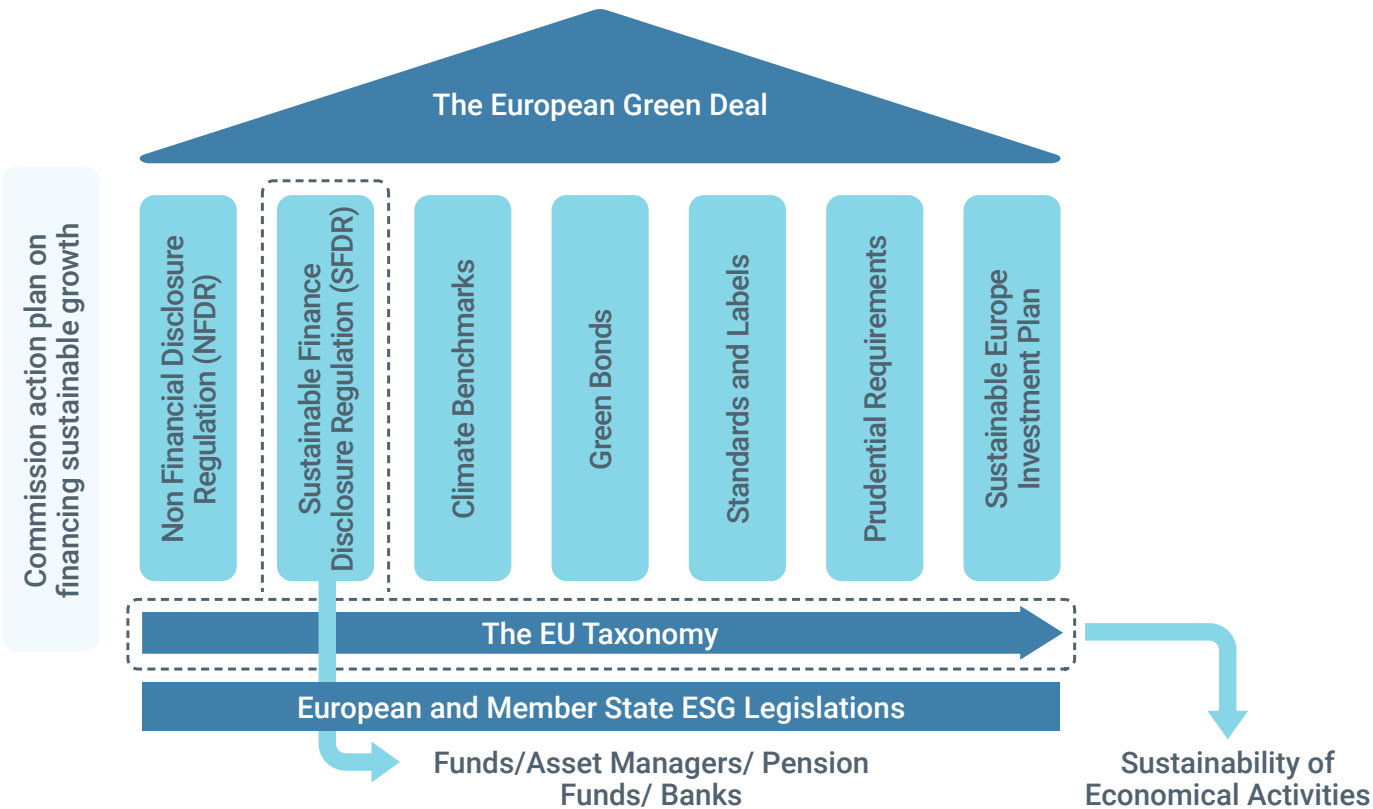 The European Green Deal
Commission action plan on
financing sustainable growth
Non Financial Disclosure
Regulation (NFDR)
Sustainable Finance
Disclosure Regulation (SFDR)
Climate Benchmarks
Green Bonds
Standards and Labels
Prudential Requirements
Sustainable Europe
Investment Plan
The EU Taxonomy
European and Member State ESG Legislations
Funds/Asset Managers/ Pension
Funds/ Banks
Sustainability of
Economical Activities